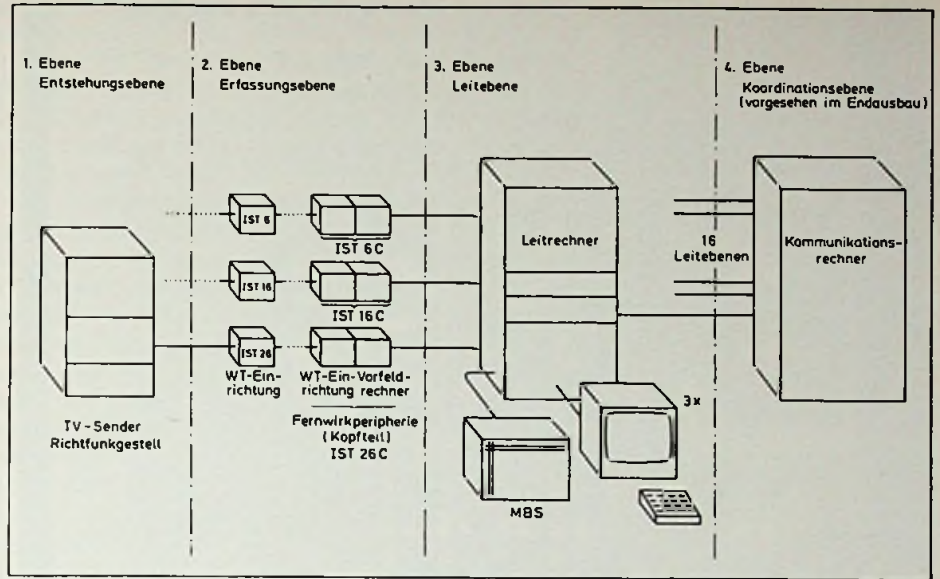 1. Ebene
Entstehungsebene
2. Ebene
Erfassungsebene
3. Ebene
Leitebene
4. Ebene
Koordinationsebene
(vorgesehen im Endausbau)
IST 6
IST 6C
IST 16
IST 16C
IST 26
WT-Ein-
richtung
WT-Ein-Vorfeld-
richtung rechner
Fernwirkperipherie
(Kopfteil)
IST 26C
TV-Sender
Richtfunkgestell
Leitrechner
MBS
3x
16
Leitebenen
Kommunikations-
rechner